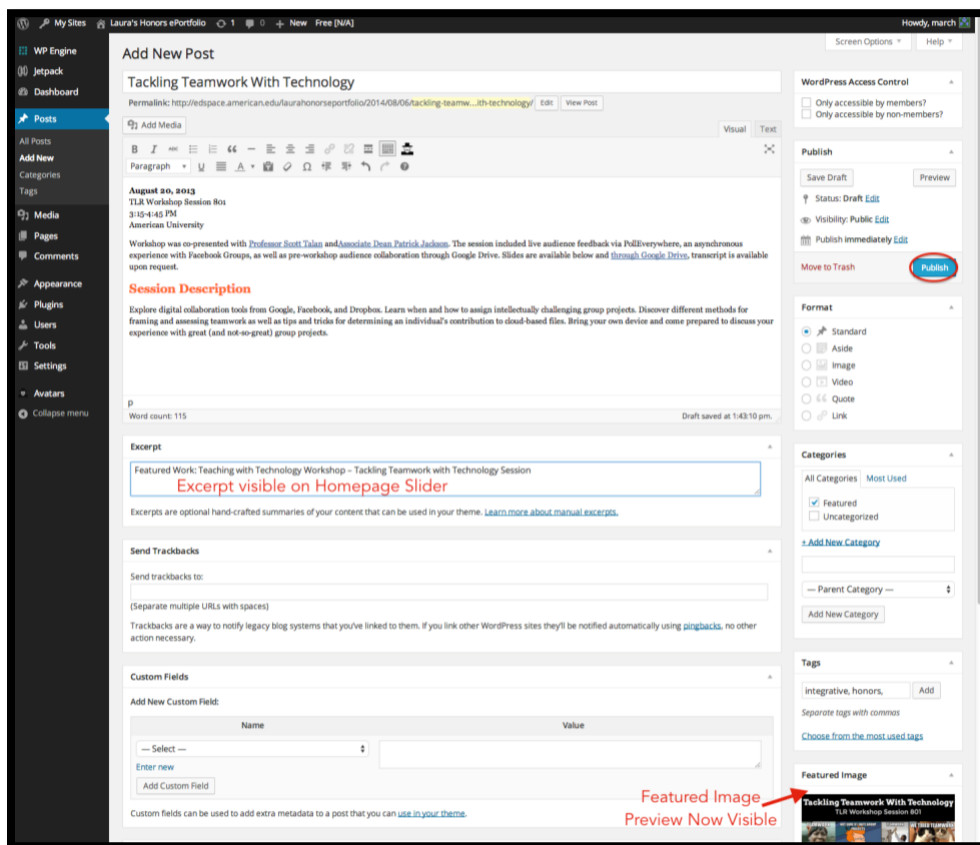 My Sites Laura's Honors ePortfolio 1 0 + New Free [N/A] Howdy, march
WP Engine
Jetpack
Dashboard
Posts
All Posts
Add New
Categories
Tags
Media
Pages
Comments
Appearance
Plugins
Users
Tools
Settings
Avatars
Collapse menu
Screen Options Help
Add New Post
Tackling Teamwork With Technology
Permalink: http://edspace.american.edu/laurahonorseportfolio/2014/08/06/tackling-teamw...ith-technology/ Edit View Post
Add Media
Visual Text
B I ABC
Paragraph U A Ω
August 20, 2013
TLR Workshop Session 801
3:15-4:45 PM
American University
Workshop was co-presented with Professor Scott Talan andAssociate Dean Patrick Jackson. The session included live audience feedback via PollEverywhere, an asynchronous
experience with Facebook Groups, as well as pre-workshop audience collaboration through Google Drive. Slides are available below and through Google Drive, transcript is available
upon request.
Session Description
Explore digital collaboration tools from Google, Facebook, and Dropbox. Learn when and how to assign intellectually challenging group projects. Discover different methods for
framing and assessing teamwork as well as tips and tricks for determining an individual's contribution to cloud-based files. Bring your own device and come prepared to discuss your
experience with great (and not-so-great) group projects.
p
Word count: 115 Draft saved at 1:43:10 pm.
Excerpt
Featured Work: Teaching with Technology Workshop – Tackling Teamwork with Technology Session
Excerpt visible on Homepage Slider
Excerpts are optional hand-crafted summaries of your content that can be used in your theme. Learn more about manual excerpts.
Send Trackbacks
Send trackbacks to:
(Separate multiple URLs with spaces)
Trackbacks are a way to notify legacy blog systems that you've linked to them. If you link other WordPress sites they'll be notified automatically using pingbacks, no other
action necessary.
Custom Fields
Add New Custom Field:
Name Value
— Select —
Enter new
Add Custom Field
Custom fields can be used to add extra metadata to a post that you can use in your theme.
WordPress Access Control
Only accessible by members?
Only accessible by non-members?
Publish
Save Draft Preview
Status: Draft Edit
Visibility: Public Edit
Publish immediately Edit
Move to Trash Publish
Format
Standard
Aside
Image
Video
Quote
Link
Categories
All Categories Most Used
Featured
Uncategorized
+ Add New Category
— Parent Category —
Add New Category
Tags
integrative, honors, Add
Separate tags with commas
Choose from the most used tags
Featured Image
Featured Image
Preview Now Visible
Tackling Teamwork With Technology
TLR Workshop Session 801